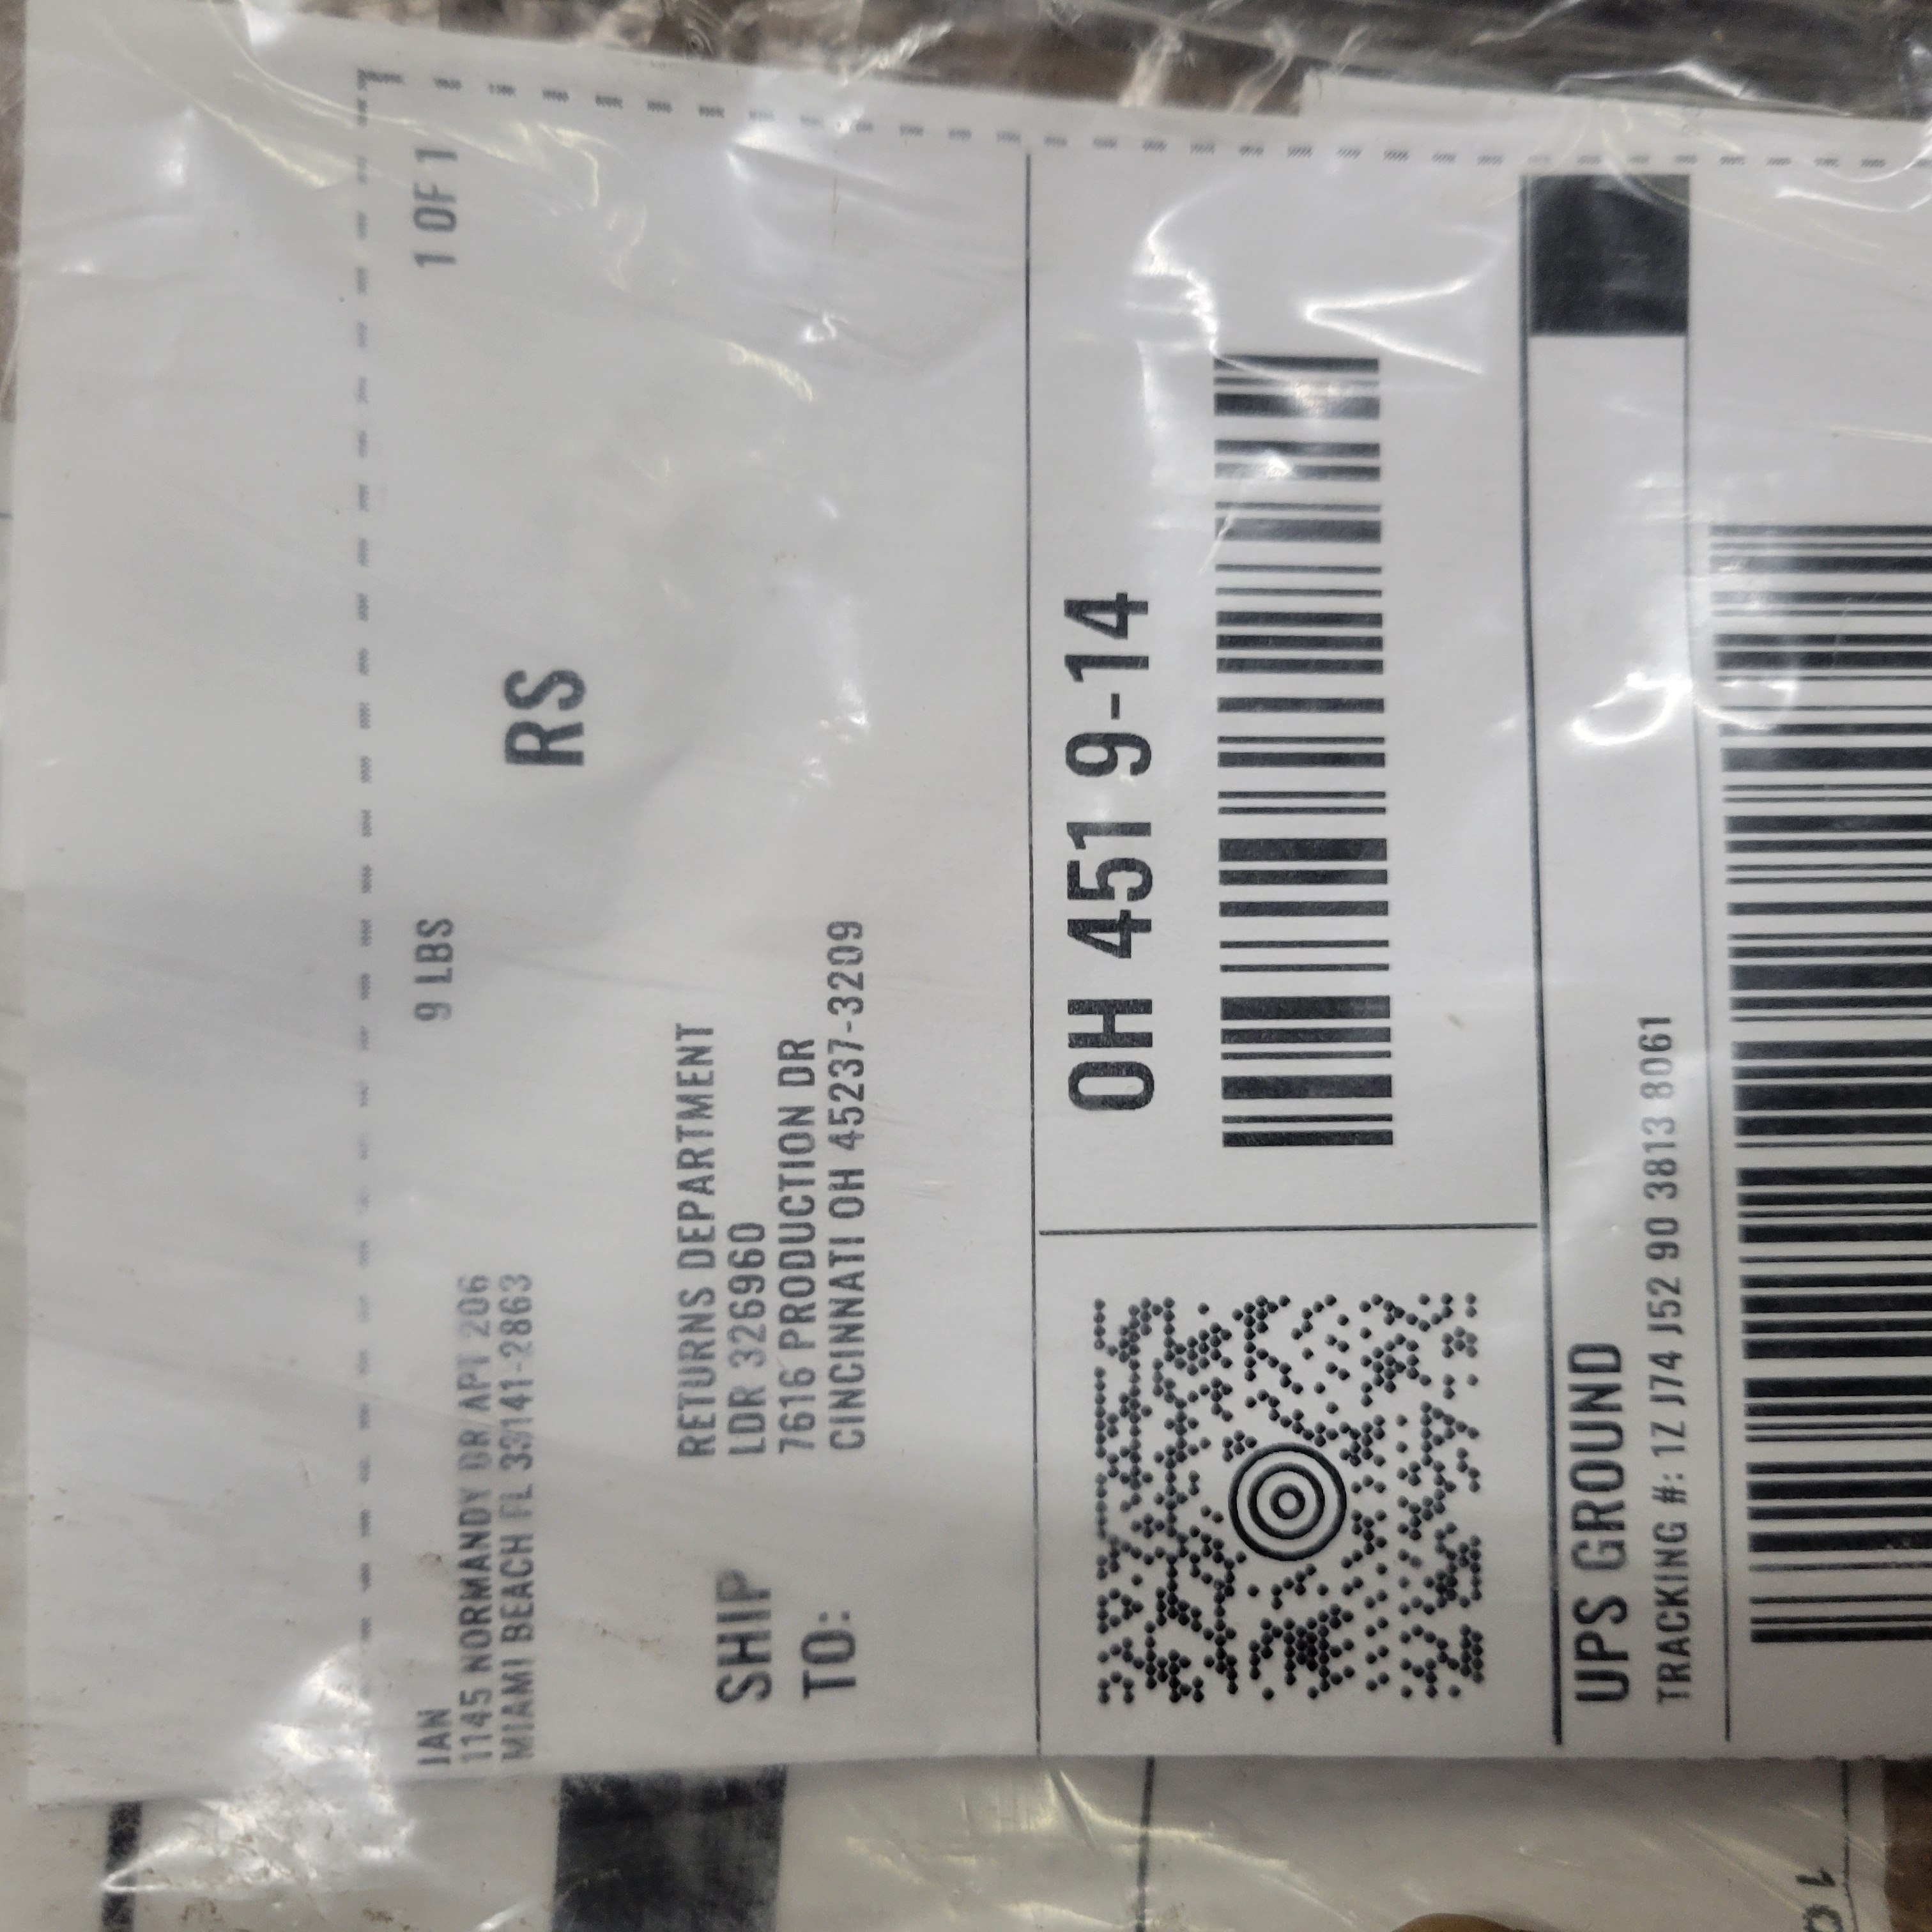 IAN
1145 NORMANDY DR/APT 206
MIAMI BEACH FL 33141-2863
9 LBS
1 OF 1
RS
SHIP
TO:
RETURNS DEPARTMENT
LDR 326960
7616 PRODUCTION DR
CINCINNATI OH 45237-3209
OH 451 9-14
UPS GROUND
TRACKING #: 1Z J74 J52 90 3813 8061